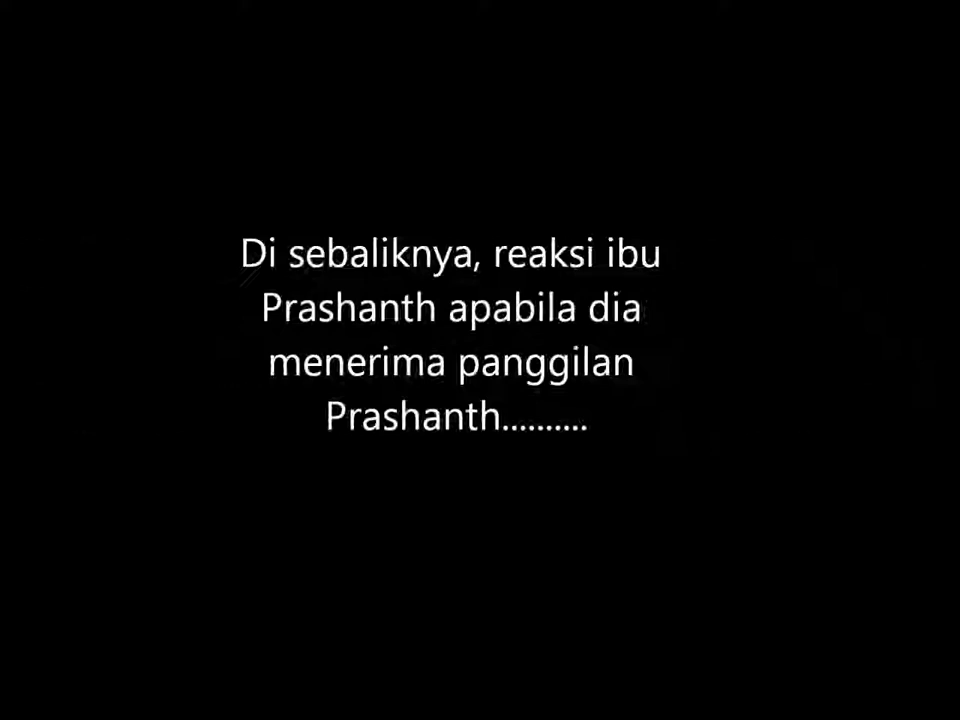 Di sebaliknya, reaksi ibu
Prashanth apabila dia
menerima panggilan
Prashanth..........